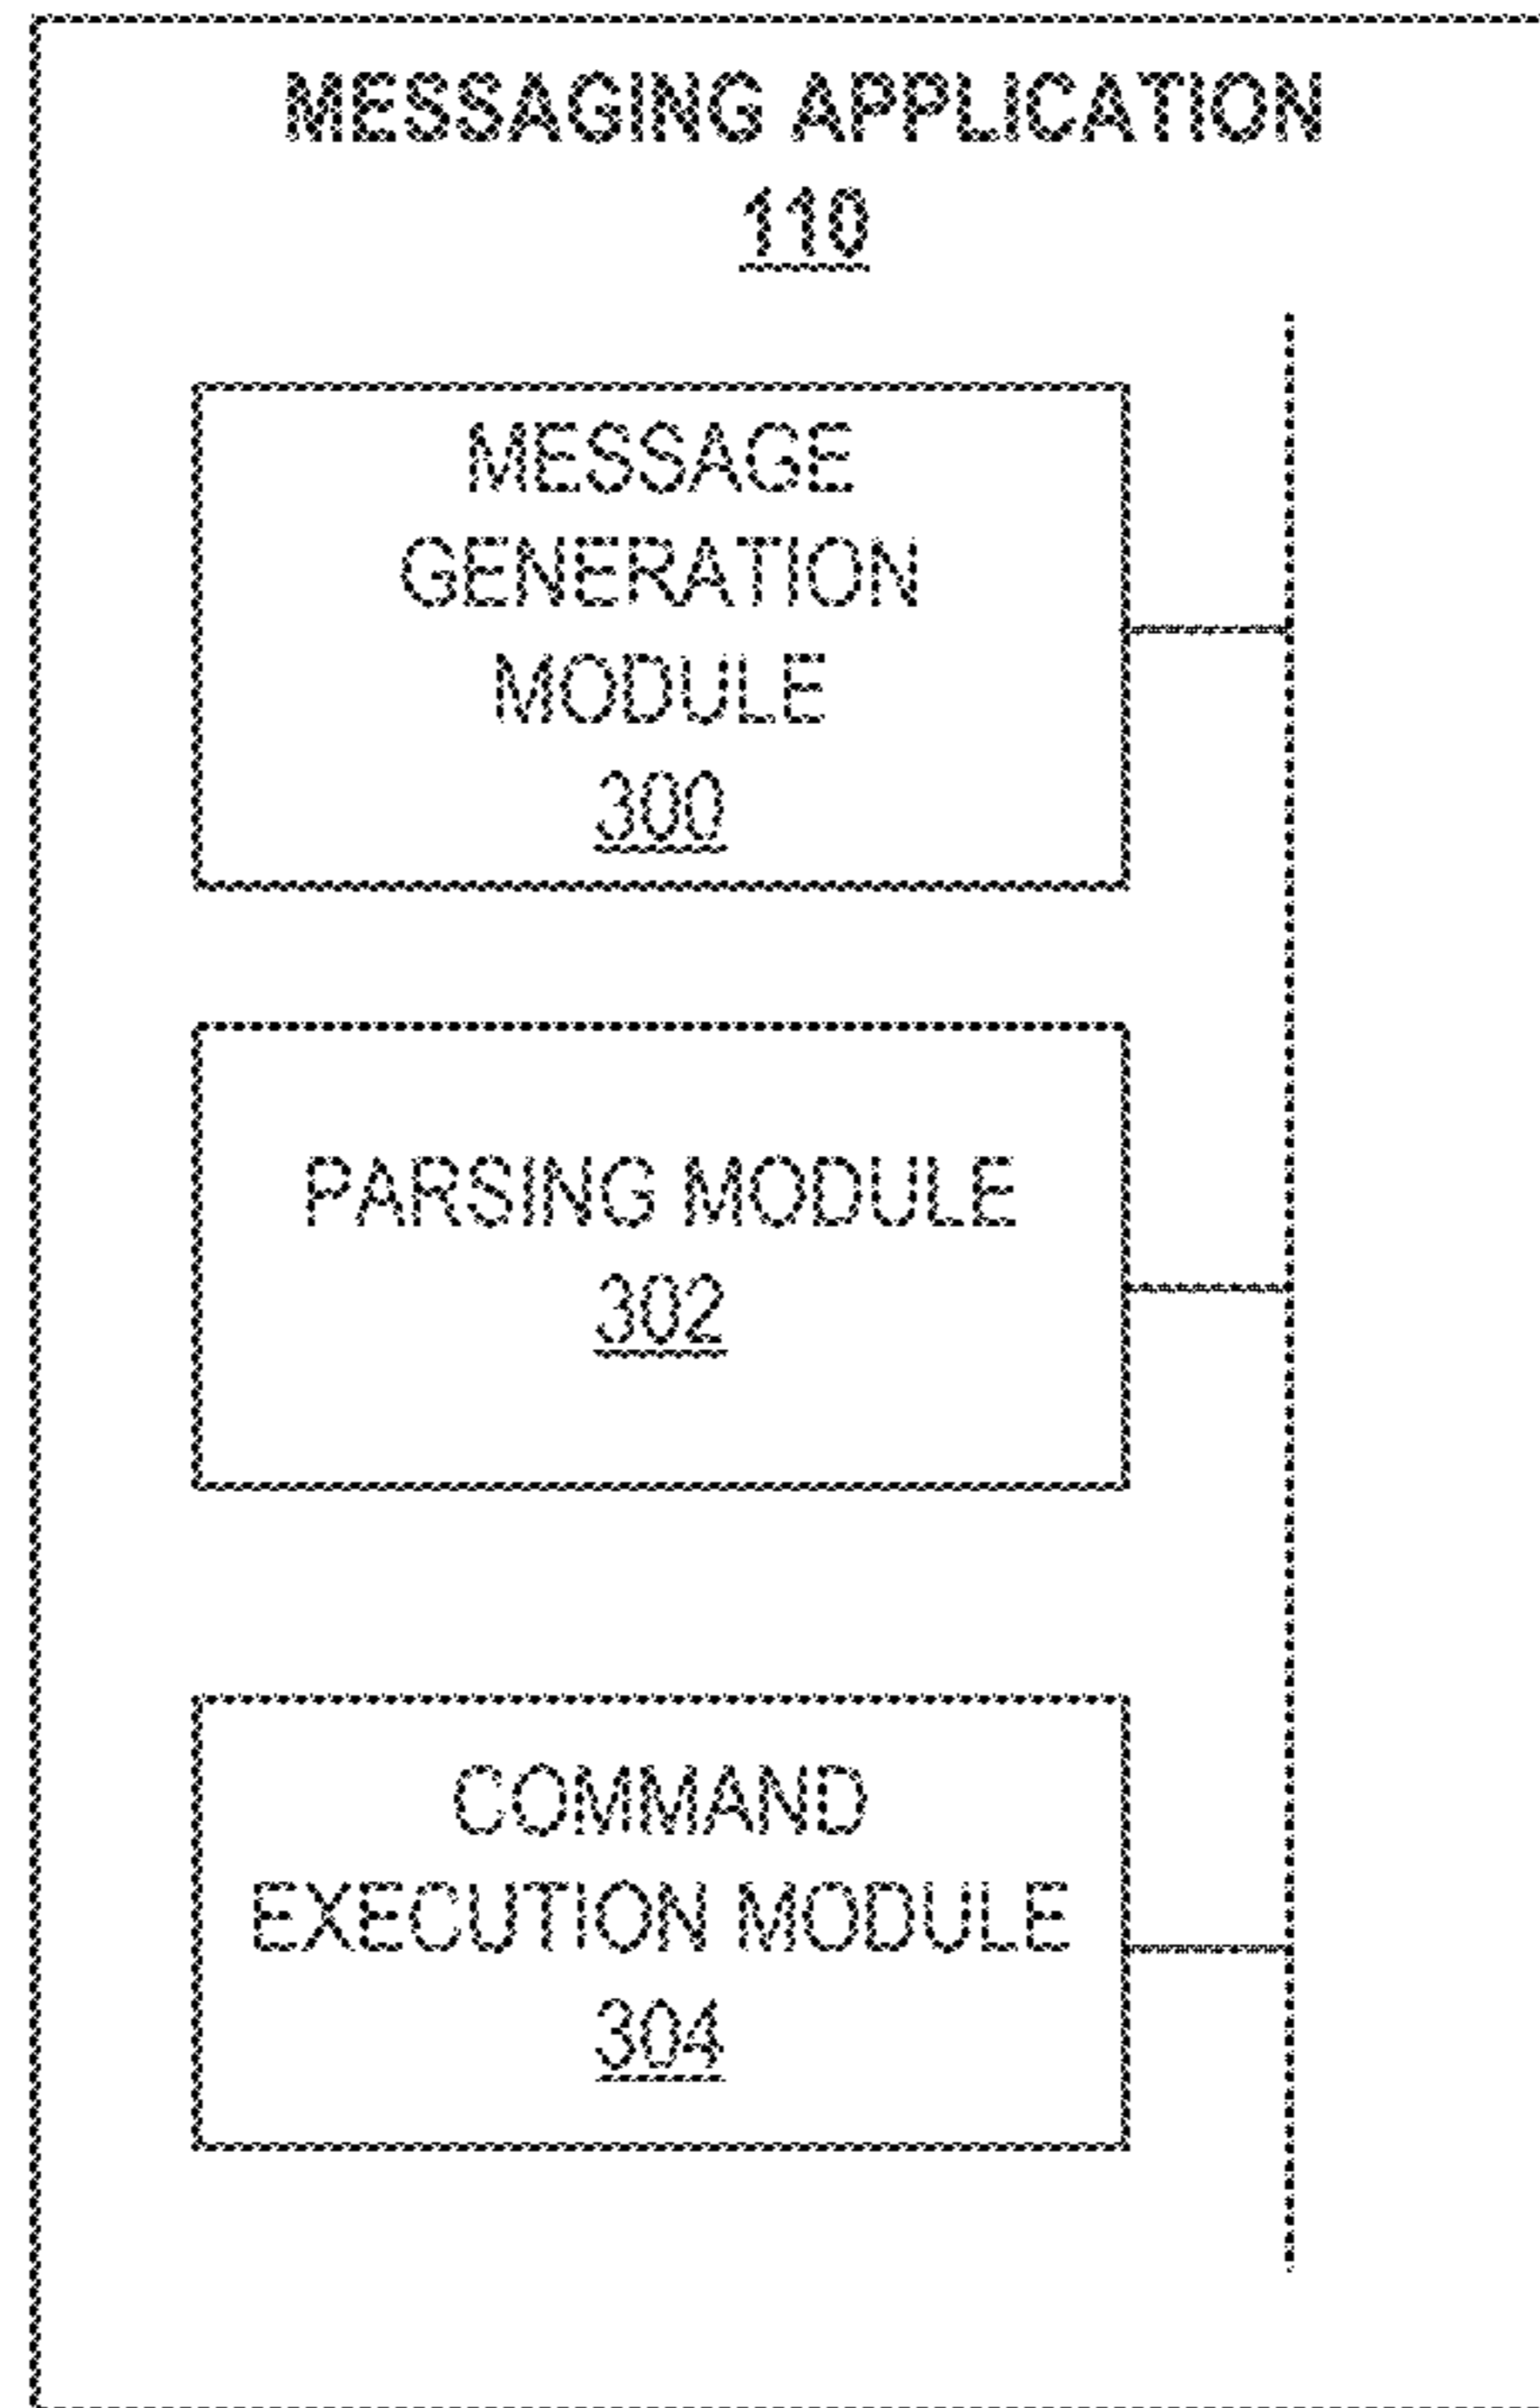 MESSAGING APPLICATION
110
MESSAGE
GENERATION
MODULE
300
PARSING MODULE
302
COMMAND
EXECUTION MODULE
304